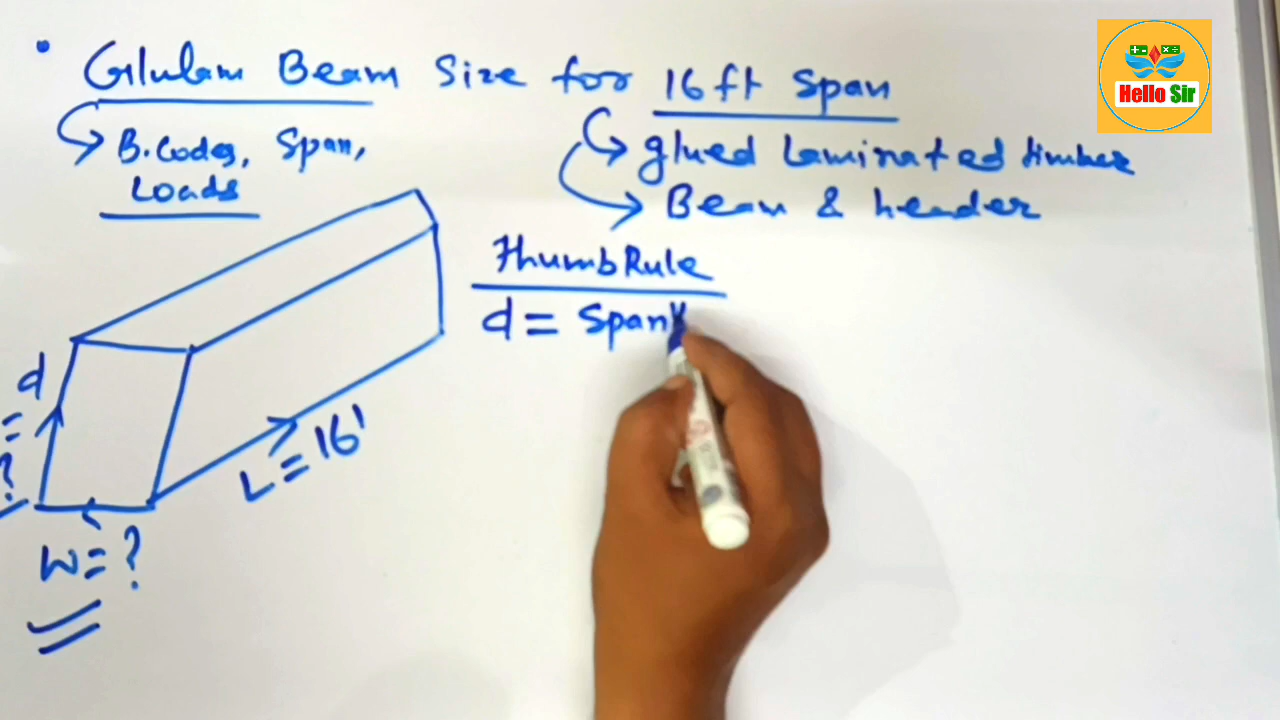 Glulam Beam Size for 16ft Span
B.Codes, Span,
Loads
glued Laminated timber
Beam & header
Thumb Rule
d = Span
d = ?
L = 16'
W = ?
Hello Sir